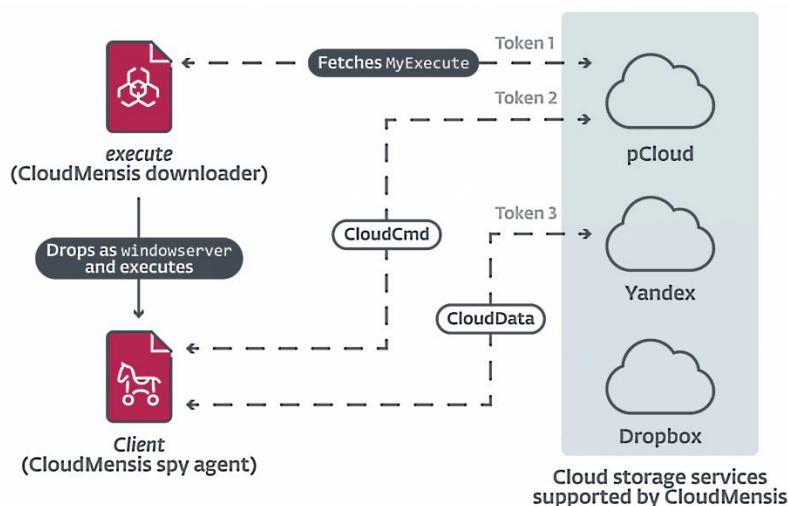 Token 1
Fetches MyExecute
Token 2
pCloud
execute
(CloudMensis downloader)
Token 3
CloudCmd
Drops as windowserver
and executes
Yandex
CloudData
Client
(CloudMensis spy agent)
Dropbox
Cloud storage services
supported by CloudMensis